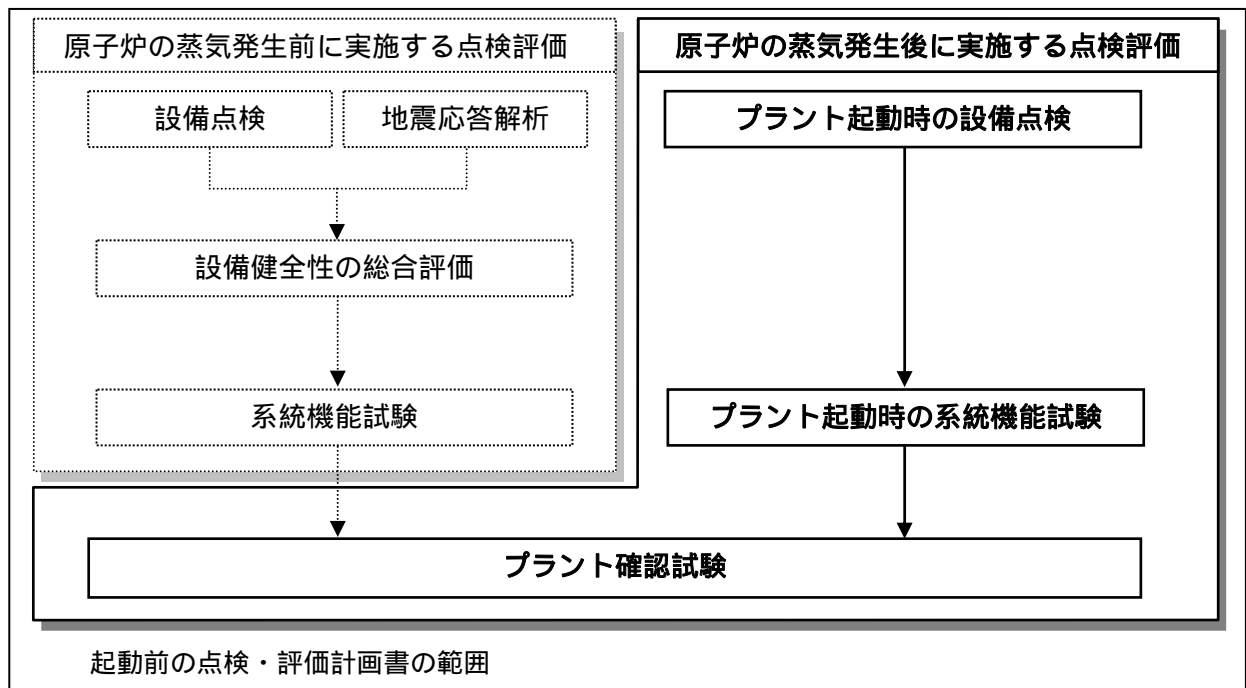 原子炉の蒸気発生前に実施する点検評価
設備点検
地震応答解析
設備健全性の総合評価
系統機能試験
原子炉の蒸気発生後に実施する点検評価
プラント起動時の設備点検
プラント起動時の系統機能試験
プラント確認試験
起動前の点検・評価計画書の範囲